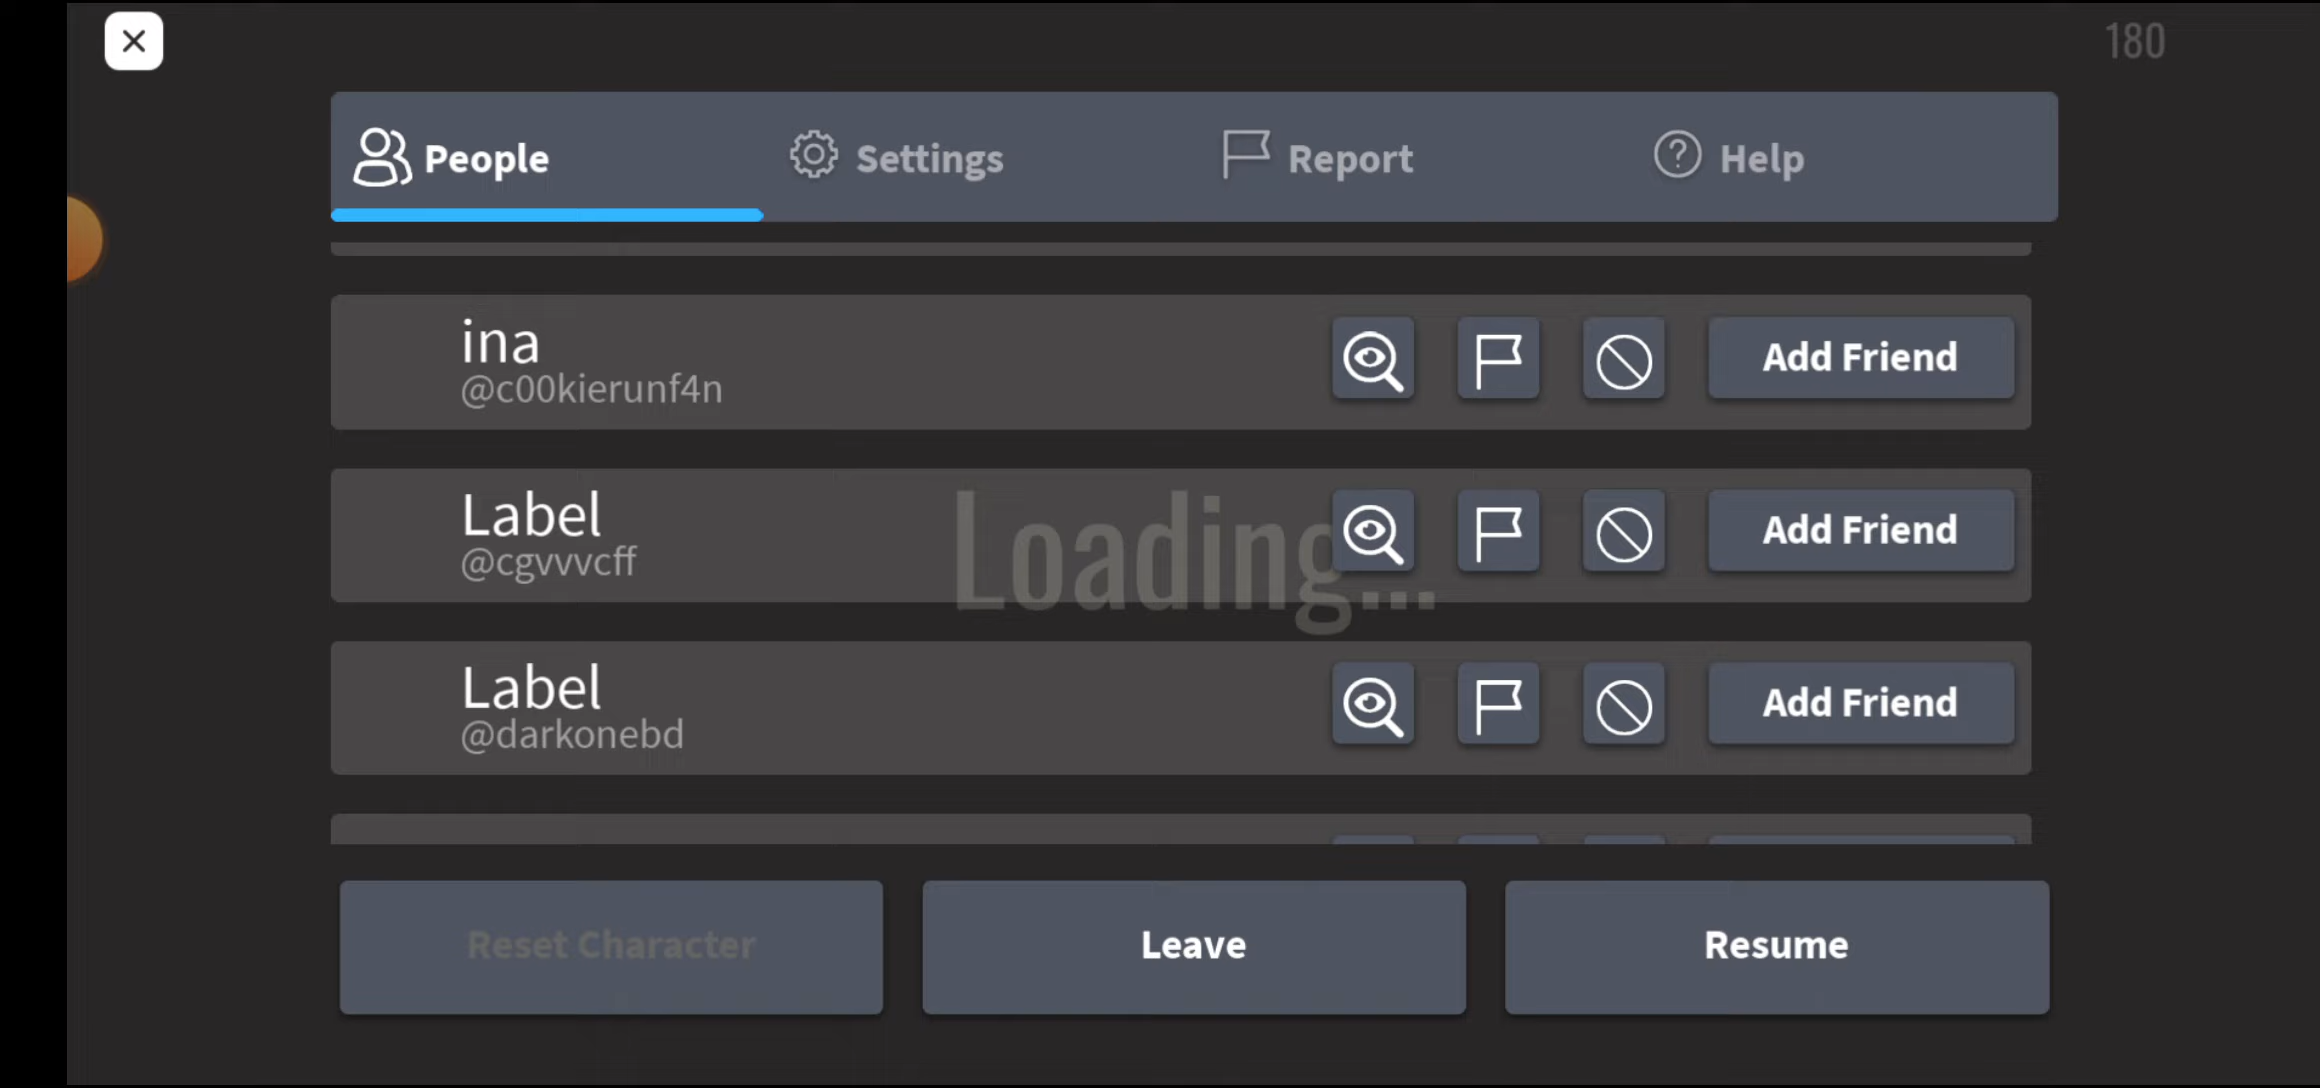 180
People
Settings
Report
Help
ina
@c00kierunf4n
Add Friend
Label
@cgvvvcff
Loading...
Add Friend
Label
@darkonebd
Add Friend
Reset Character
Leave
Resume